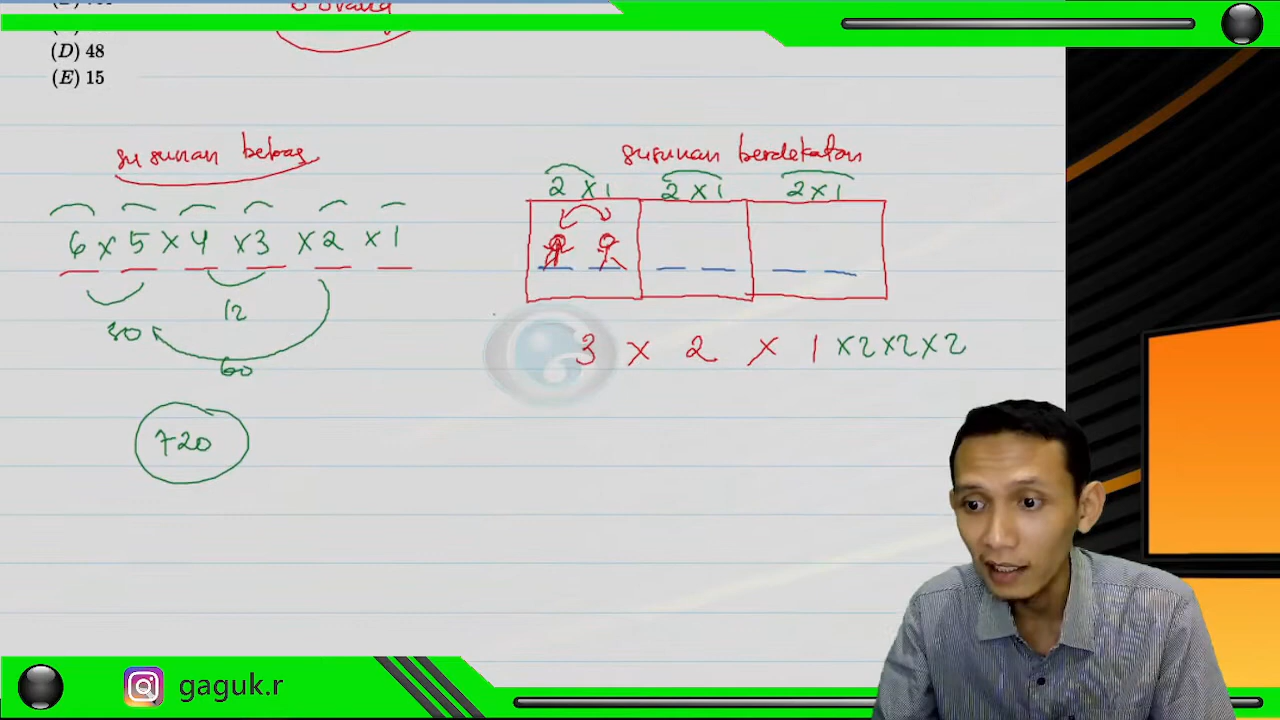 (D) 48
(E) 15
susunan bebas
6 x 5 x 4 x 3 x 2 x 1
30
12
60
720
susunan berdekatan
2 x 1
2 x 1
2 x 1
3 x 2 x 1 x 2 x 2 x 2
gaguk.r